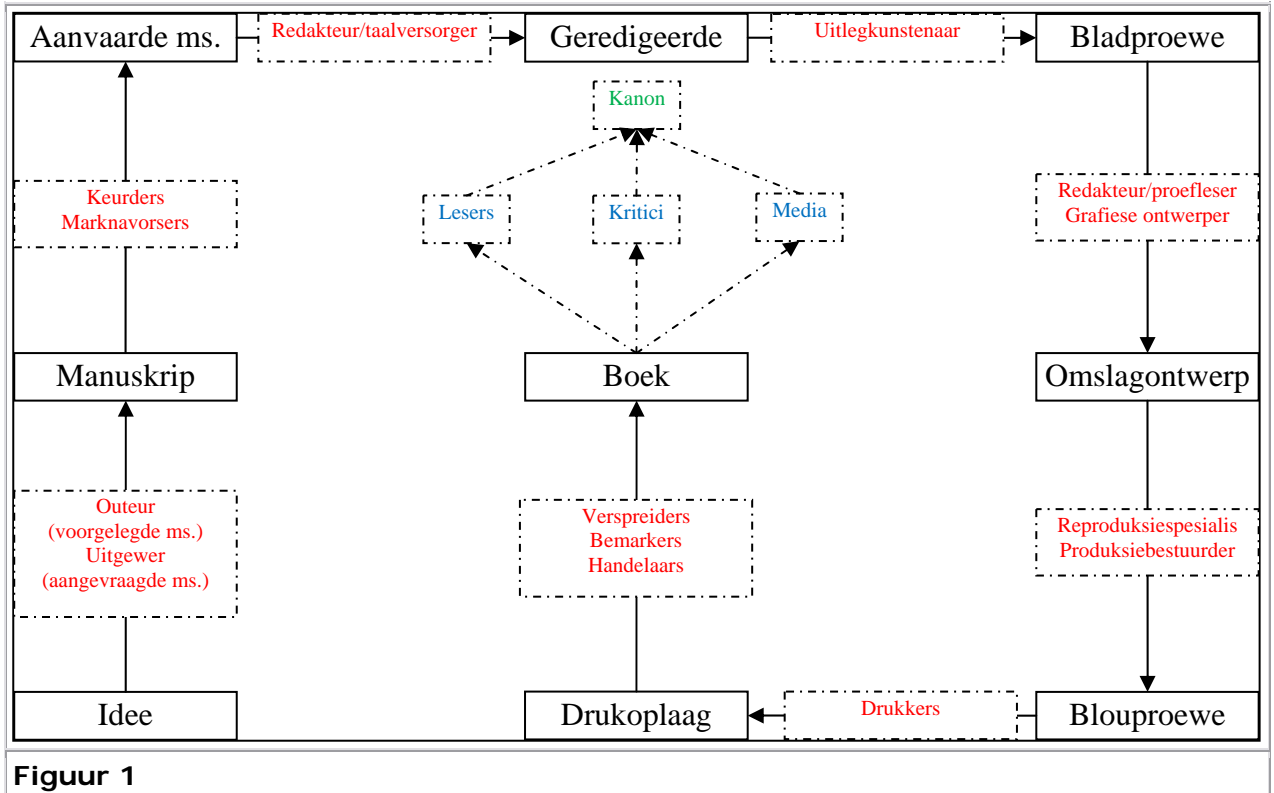 Aanvaarde ms.
Redakteur/taalversorger
Geredigeerde
Uitlegkunstenaar
Bladproewe
Kanon
Keurders
Marknavorsers
Lesers
Kritici
Media
Redakteur/proefleser
Grafiese ontwerper
Manuskrip
Boek
Omslagontwerp
Outeur
(voorgelegde ms.)
Uitgewer
(aangevraagde ms.)
Verspreiders
Bemarkers
Handelaars
Reproduksiespesialis
Produksiebestuurder
Idee
Drukoplaag
Drukkers
Blouproewe
Figuur 1